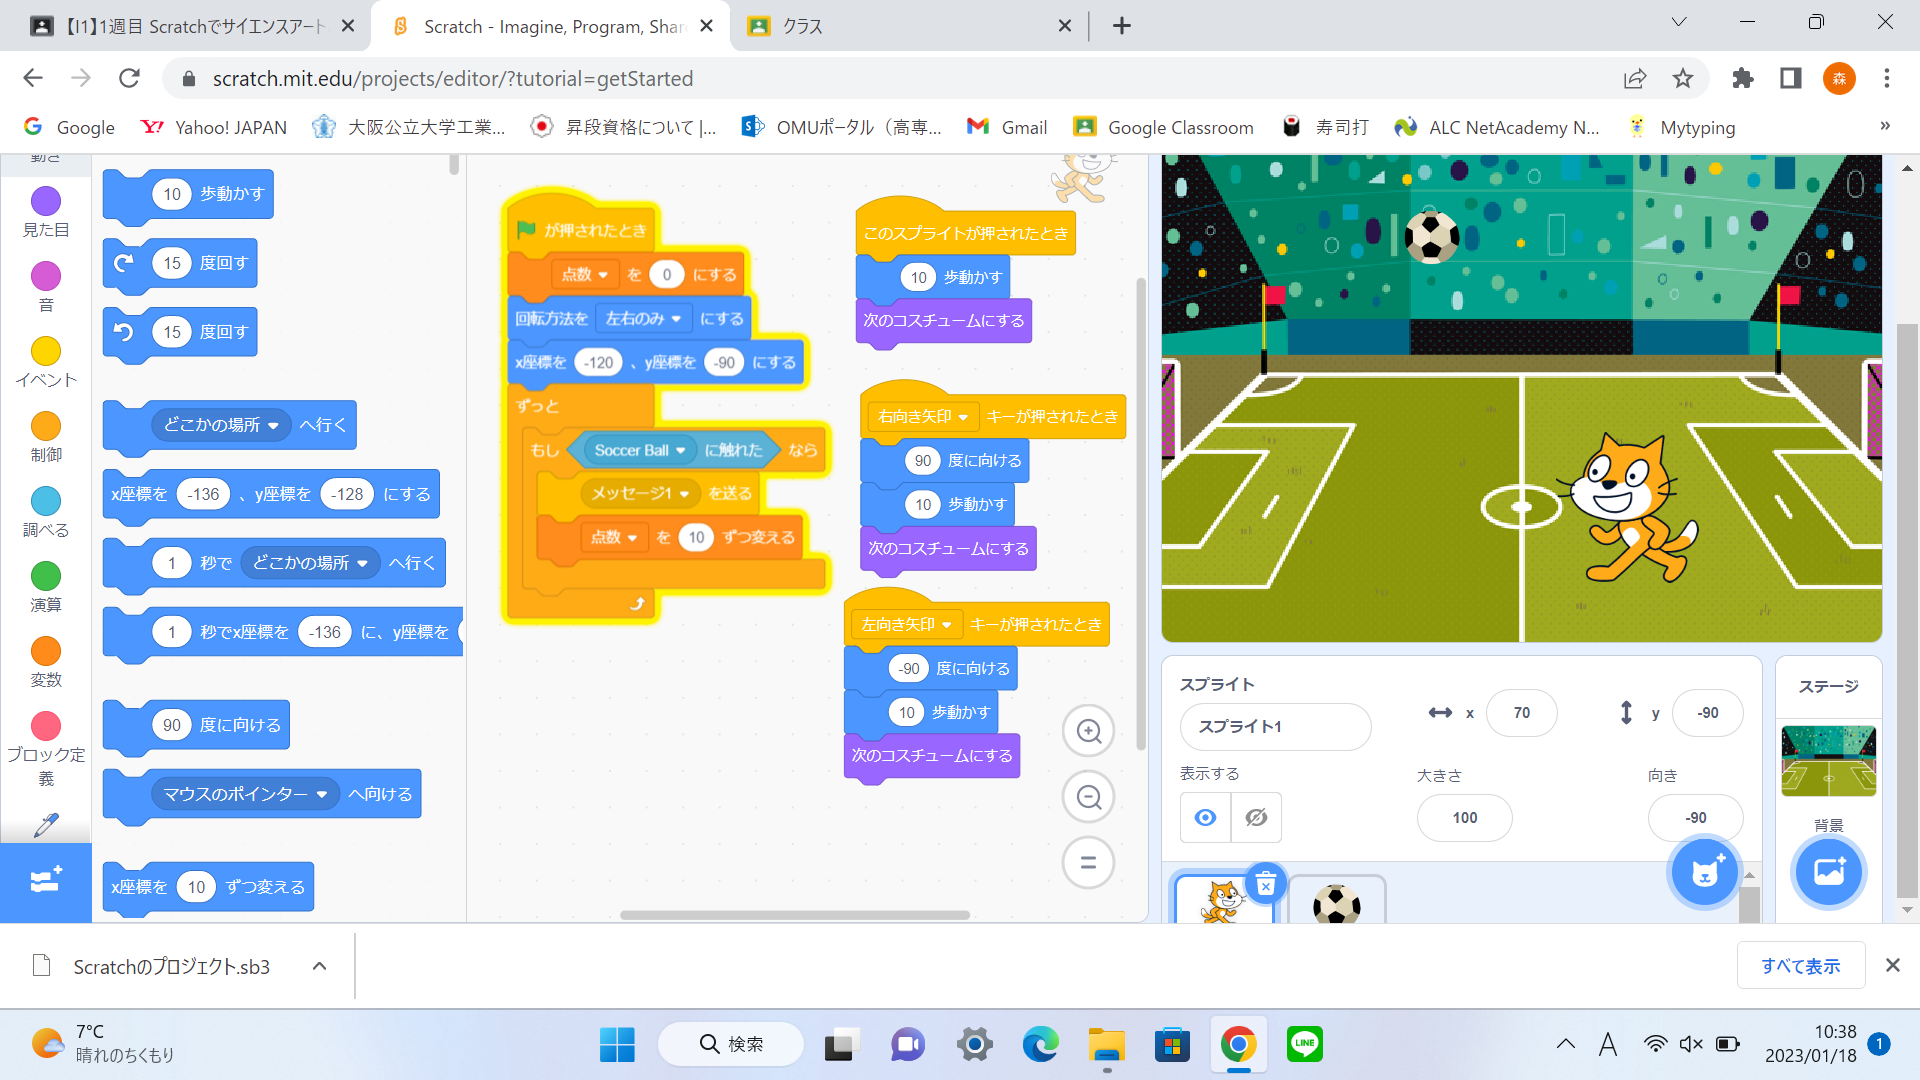 【I1】1週目 Scratchでサイエンスアート
Scratch - Imagine, Program, Shar
クラス
scratch.mit.edu/projects/editor/?tutorial=getStarted
森
Google
Yahoo! JAPAN
大阪公立大学工業...
昇段資格について |...
OMUポータル（高専...
Gmail
Google Classroom
寿司打
ALC NetAcademy N...
Mytyping
»
動き
見た目
音
イベント
制御
調べる
演算
変数
ブロック定
義
10 歩動かす
15 度回す
15 度回す
どこかの場所 へ行く
x座標を -136 、y座標を -128 にする
1 秒で どこかの場所 へ行く
1 秒でx座標を -136 に、y座標を
90 度に向ける
マウスのポインター へ向ける
x座標を 10 ずつ変える
が押されたとき
点数 を 0 にする
回転方法を 左右のみ にする
x座標を -120 、y座標を -90 にする
ずっと
もし Soccer Ball に触れた なら
メッセージ1 を送る
点数 を 10 ずつ変える
このスプライトが押されたとき
10 歩動かす
次のコスチュームにする
右向き矢印 キーが押されたとき
90 度に向ける
10 歩動かす
次のコスチュームにする
左向き矢印 キーが押されたとき
-90 度に向ける
10 歩動かす
次のコスチュームにする
スプライト
スプライト1
x 70
y -90
表示する
大きさ
100
向き
-90
ステージ
背景
Scratchのプロジェクト.sb3
すべて表示
7°C
晴れのちくもり
検索
LINE
A
10:38
2023/01/18
1